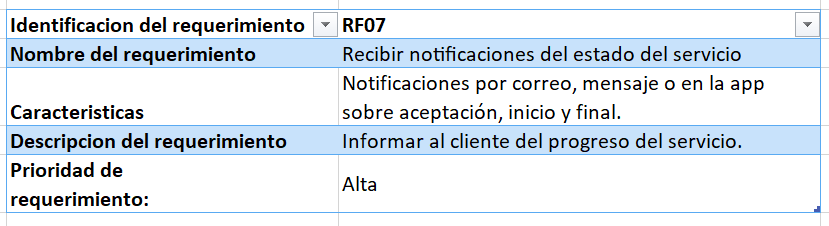 Identificacion del requerimiento RF07
Nombre del requerimiento Recibir notificaciones del estado del servicio
Notificaciones por correo, mensaje o en la app
Caracteristicas sobre aceptación, inicio y final.
Descripcion del requerimiento Informar al cliente del progreso del servicio.
Prioridad de
requerimiento: Alta